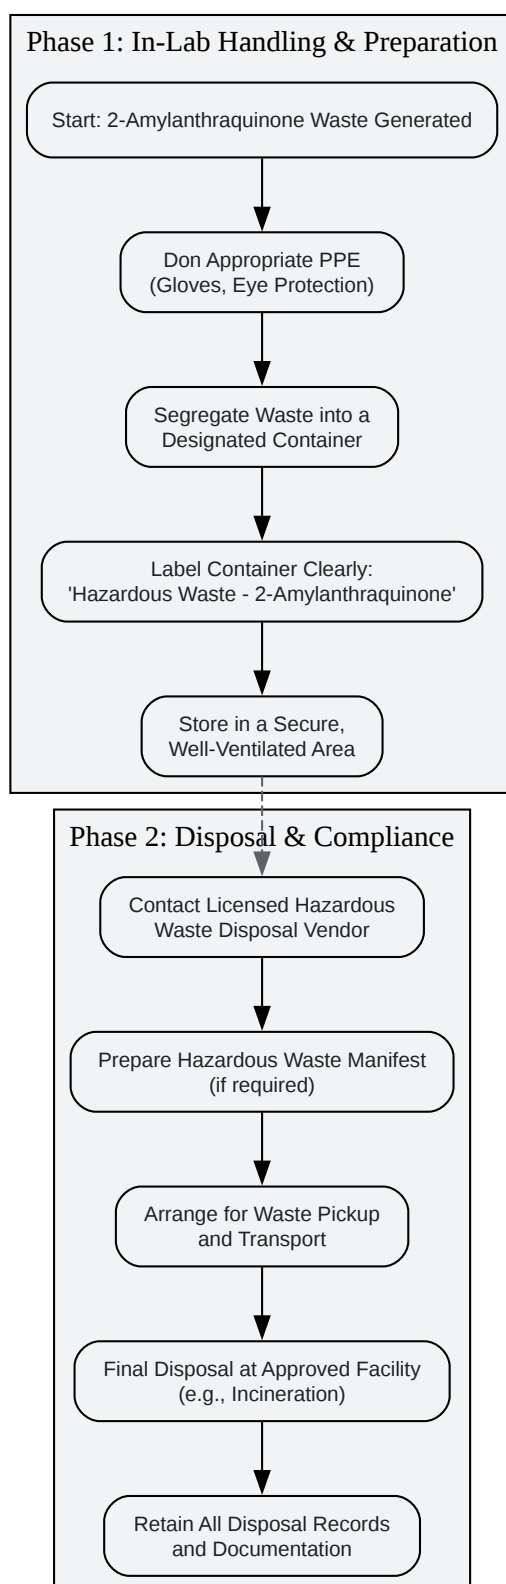 Phase 1: In-Lab Handling & Preparation
Start: 2-Amylanthraquinone Waste Generated
Don Appropriate PPE
(Gloves, Eye Protection)
Segregate Waste into a
Designated Container
Label Container Clearly:
'Hazardous Waste - 2-Amylanthraquinone'
Store in a Secure,
Well-Ventilated Area
Phase 2: Disposal & Compliance
Contact Licensed Hazardous
Waste Disposal Vendor
Prepare Hazardous Waste Manifest
(if required)
Arrange for Waste Pickup
and Transport
Final Disposal at Approved Facility
(e.g., Incineration)
Retain All Disposal Records
and Documentation